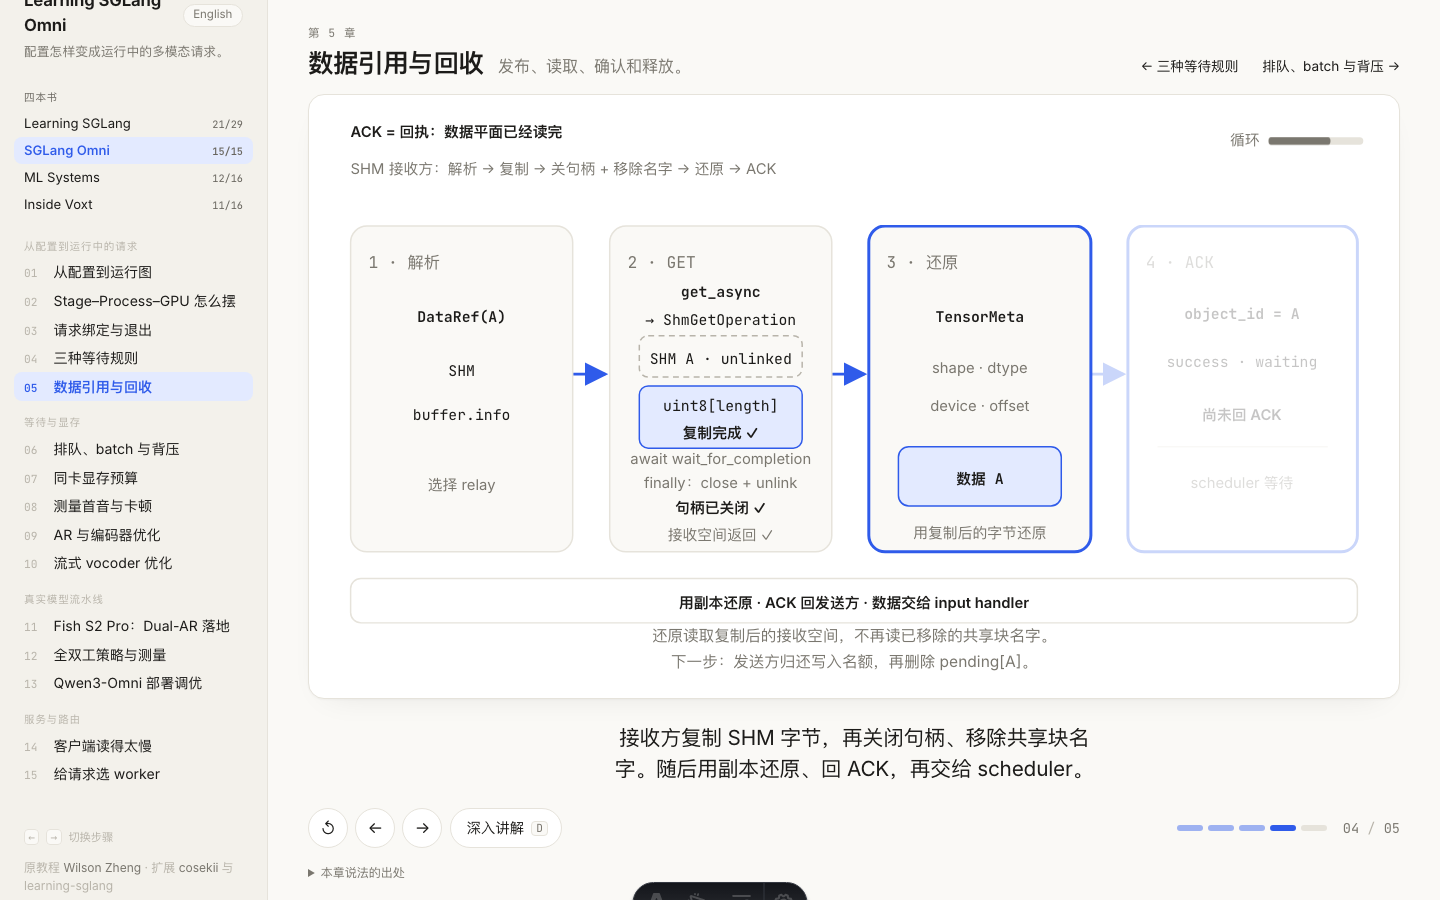 Learning SGLang
Omni
English
配置怎样变成运行中的多模态请求。
四本书
Learning SGLang 21/29
SGLang Omni 15/15
ML Systems 12/16
Inside Voxt 11/16
从配置到运行中的请求
01 从配置到运行图
02 Stage–Process–GPU 怎么摆
03 请求绑定与退出
04 三种等待规则
05 数据引用与回收
等待与显存
06 排队、batch 与背压
07 同卡显存预算
08 测量首音与卡顿
09 AR 与编码器优化
10 流式 vocoder 优化
真实模型流水线
11 Fish S2 Pro：Dual-AR 落地
12 全双工策略与测量
13 Qwen3-Omni 部署调优
服务与路由
14 客户端读得太慢
15 给请求选 worker
← → 切换步骤
原教程 Wilson Zheng · 扩展 cosekii 与
learning-sglang
第 5 章
数据引用与回收 发布、读取、确认和释放。
← 三种等待规则 排队、batch 与背压 →
ACK = 回执：数据平面已经读完
循环
SHM 接收方：解析 → 复制 → 关句柄 + 移除名字 → 还原 → ACK
1 · 解析
DataRef(A)
SHM
buffer.info
选择 relay
2 · GET
get_async
→ ShmGetOperation
SHM A · unlinked
uint8[length]
复制完成 ✓
await wait_for_completion
finally：close + unlink
句柄已关闭 ✓
接收空间返回 ✓
3 · 还原
TensorMeta
shape · dtype
device · offset
数据 A
用复制后的字节还原
4 · ACK
object_id = A
success · waiting
尚未回 ACK
scheduler 等待
用副本还原 · ACK 回发送方 · 数据交给 input handler
还原读取复制后的接收空间，不再读已移除的共享块名字。
下一步：发送方归还写入名额，再删除 pending[A]。
接收方复制 SHM 字节，再关闭句柄、移除共享块名
字。随后用副本还原、回 ACK，再交给 scheduler。
← → 深入讲解 D
04 / 05
▶ 本章说法的出处